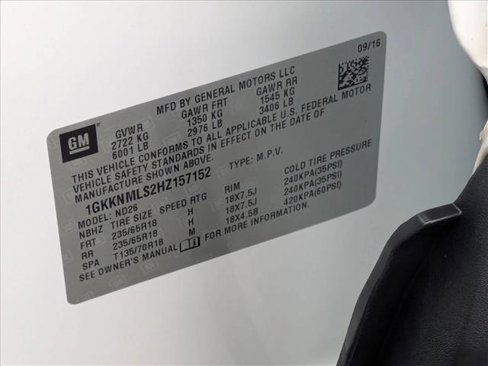 09/16
GM
MFD BY GENERAL MOTORS LLC
GVWR GAWR FRT GAWR RR
2722 KG 1350 KG 1545 KG
6001 LB 2976 LB 3406 LB
THIS VEHICLE CONFORMS TO ALL APPLICABLE U.S. FEDERAL MOTOR
VEHICLE SAFETY STANDARDS IN EFFECT ON THE DATE OF
MANUFACTURE SHOWN ABOVE.
1GKKNMLS2HZ157152 TYPE: M.P.V.
MODEL: ND26
NBHZ TIRE SIZE SPEED RTG RIM COLD TIRE PRESSURE
FRT 235/65R18 H 18X7.5J 240KPA(35PSI)
RR 235/65R18 H 18X7.5J 240KPA(35PSI)
SPA T135/70R18 M 18X4.5B 420KPA(60PSI)
SEE OWNER'S MANUAL FOR MORE INFORMATION.